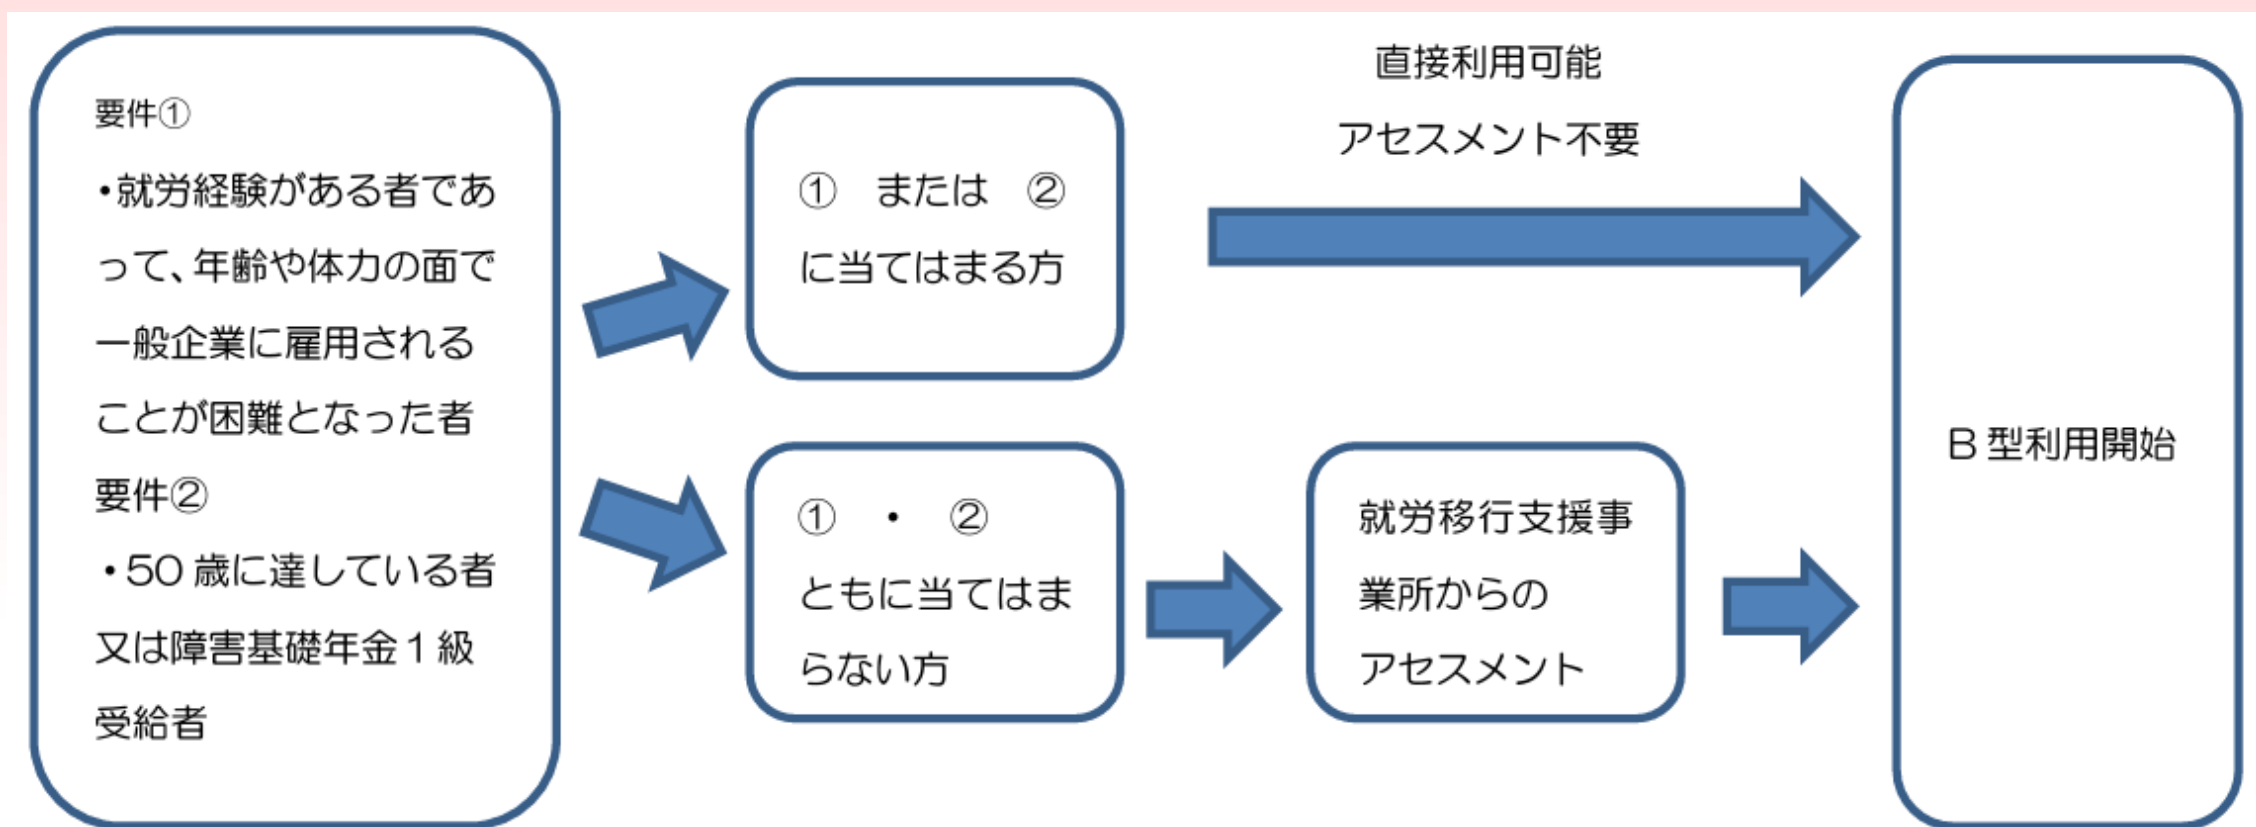 要件①
・就労経験がある者であ
って、年齢や体力の面で
一般企業に雇用される
ことが困難となった者
要件②
・50 歳に達している者
又は障害基礎年金１級
受給者
① または ②
に当てはまる方
直接利用可能
アセスメント不要
① ・ ②
ともに当てはま
らない方
就労移行支援事
業所からの
アセスメント
B 型利用開始